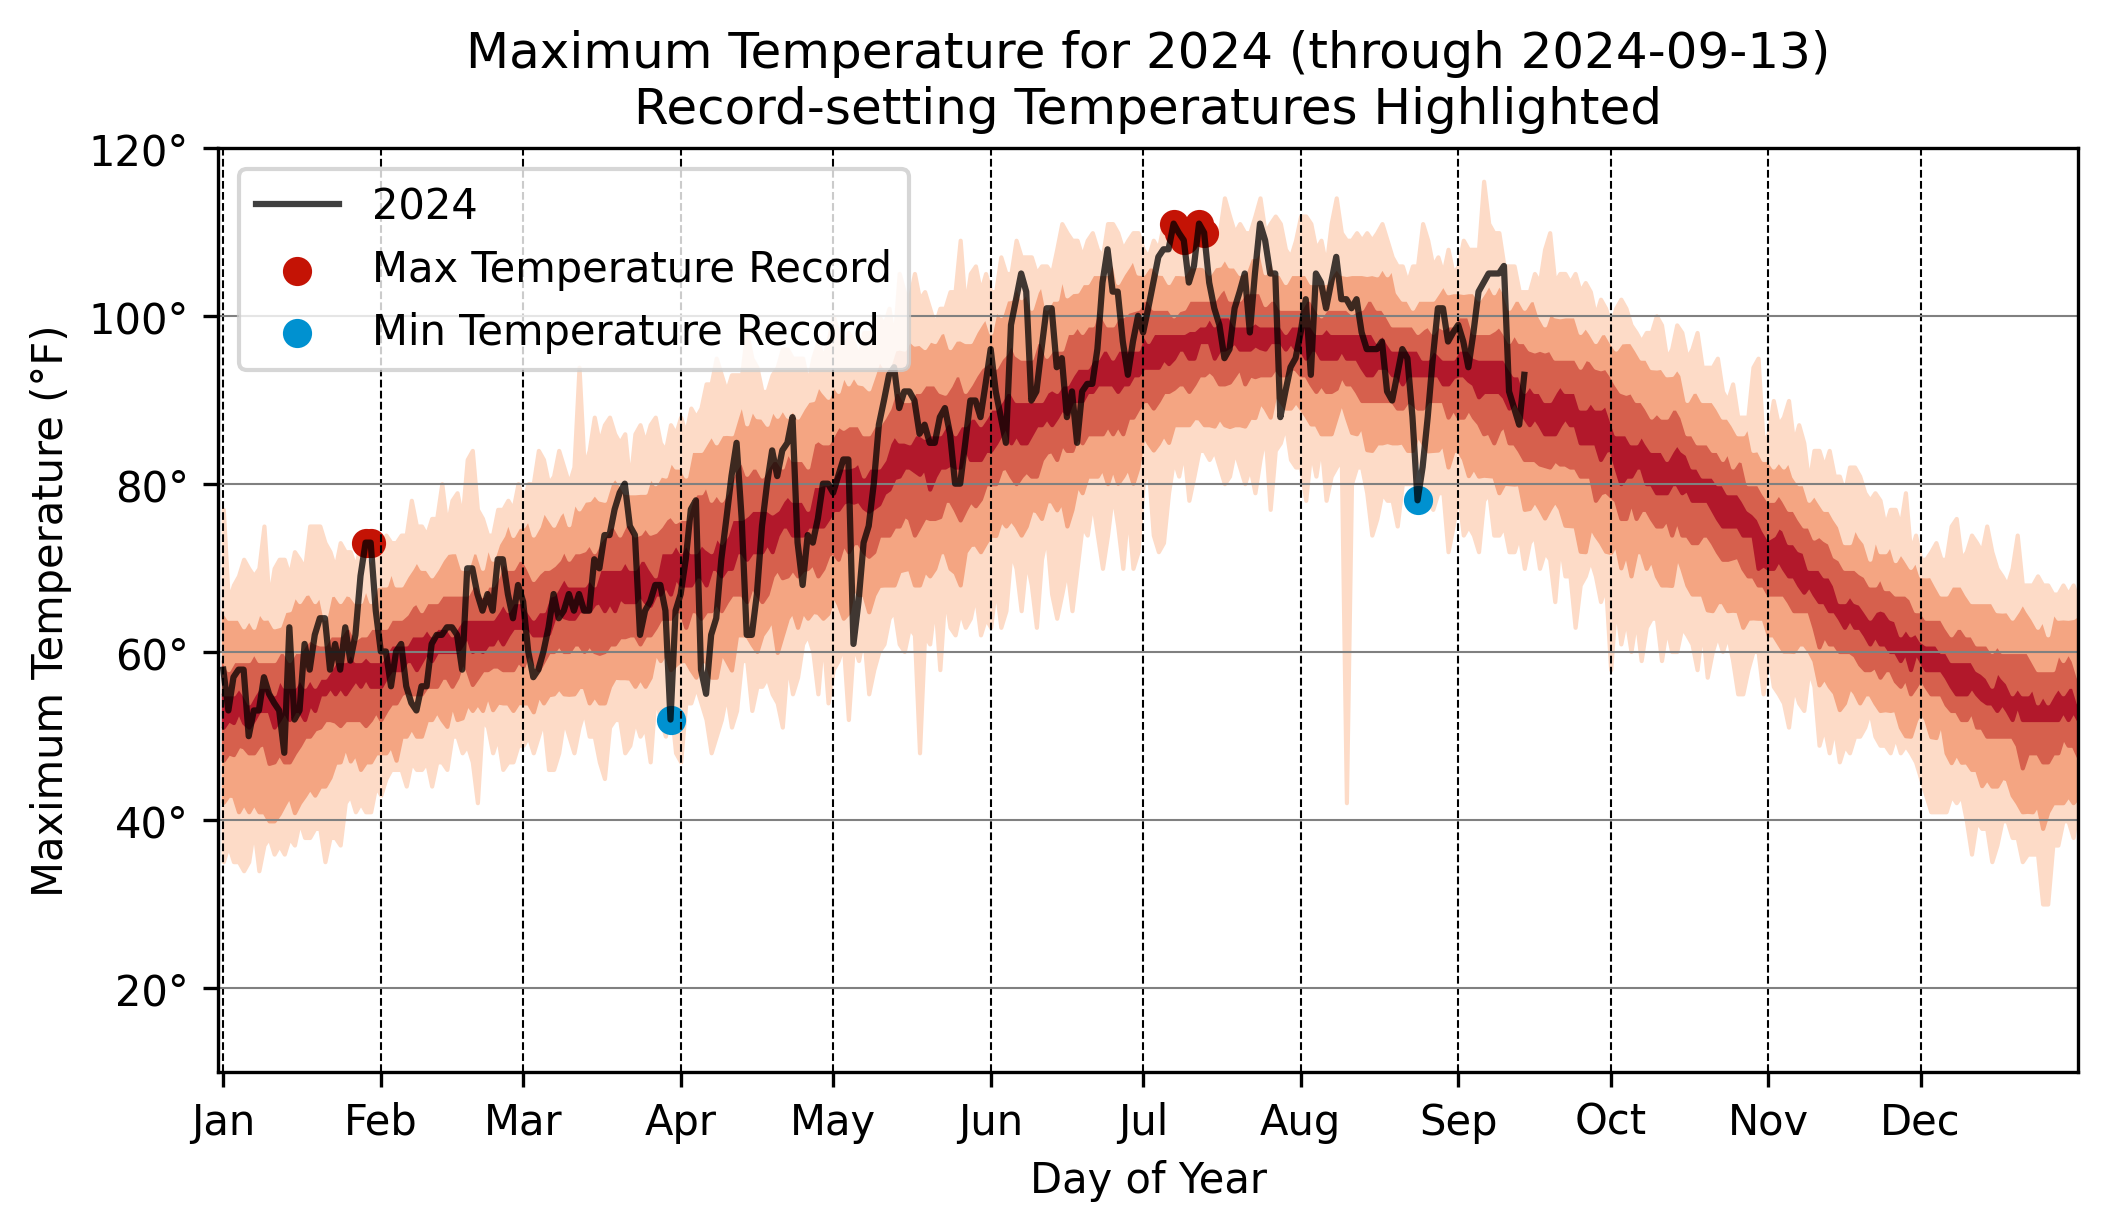 Maximum Temperature for 2024 (through 2024-09-13)
Record-setting Temperatures Highlighted
2024
Max Temperature Record
Min Temperature Record
Maximum Temperature (°F)
120°
100°
80°
60°
40°
20°
Jan Feb Mar Apr May Jun Jul Aug Sep Oct Nov Dec
Day of Year